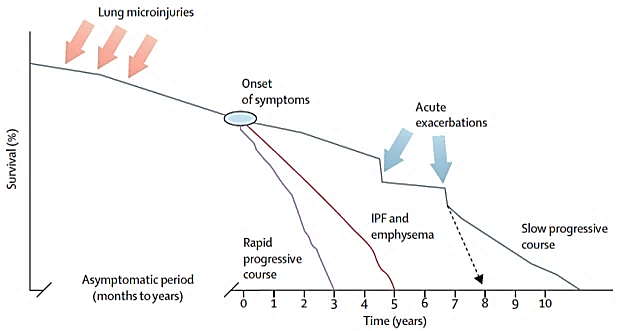 Lung microinjuries
Onset
of symptoms
Acute
exacerbations
Survival (%)
IPF and
emphysema
Slow progressive
course
Rapid
progressive
course
Asymptomatic period
(months to years)
0 1 2 3 4 5 6 7 8 9 10
Time (years)